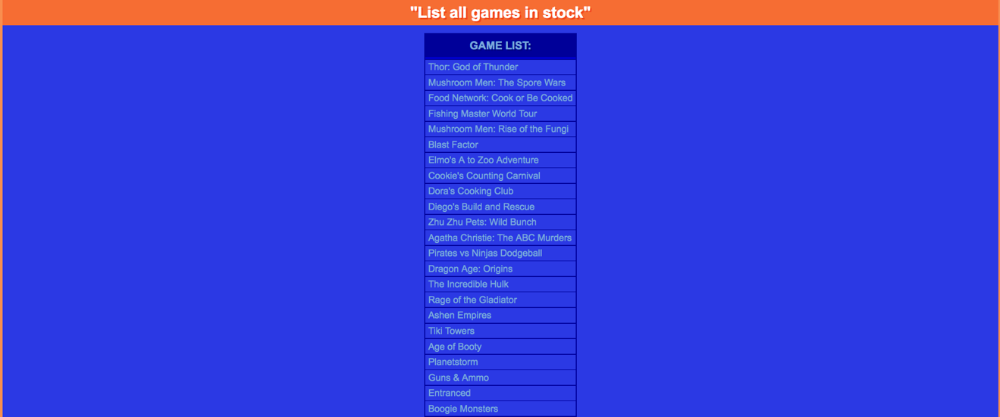 "List all games in stock"
GAME LIST:
Thor: God of Thunder
Mushroom Men: The Spore Wars
Food Network: Cook or Be Cooked
Fishing Master World Tour
Mushroom Men: Rise of the Fungi
Blast Factor
Elmo's A to Zoo Adventure
Cookie's Counting Carnival
Dora's Cooking Club
Diego's Build and Rescue
Zhu Zhu Pets: Wild Bunch
Agatha Christie: The ABC Murders
Pirates vs Ninjas Dodgeball
Dragon Age: Origins
The Incredible Hulk
Rage of the Gladiator
Ashen Empires
Tiki Towers
Age of Booty
Planetstorm
Guns & Ammo
Entranced
Boogie Monsters